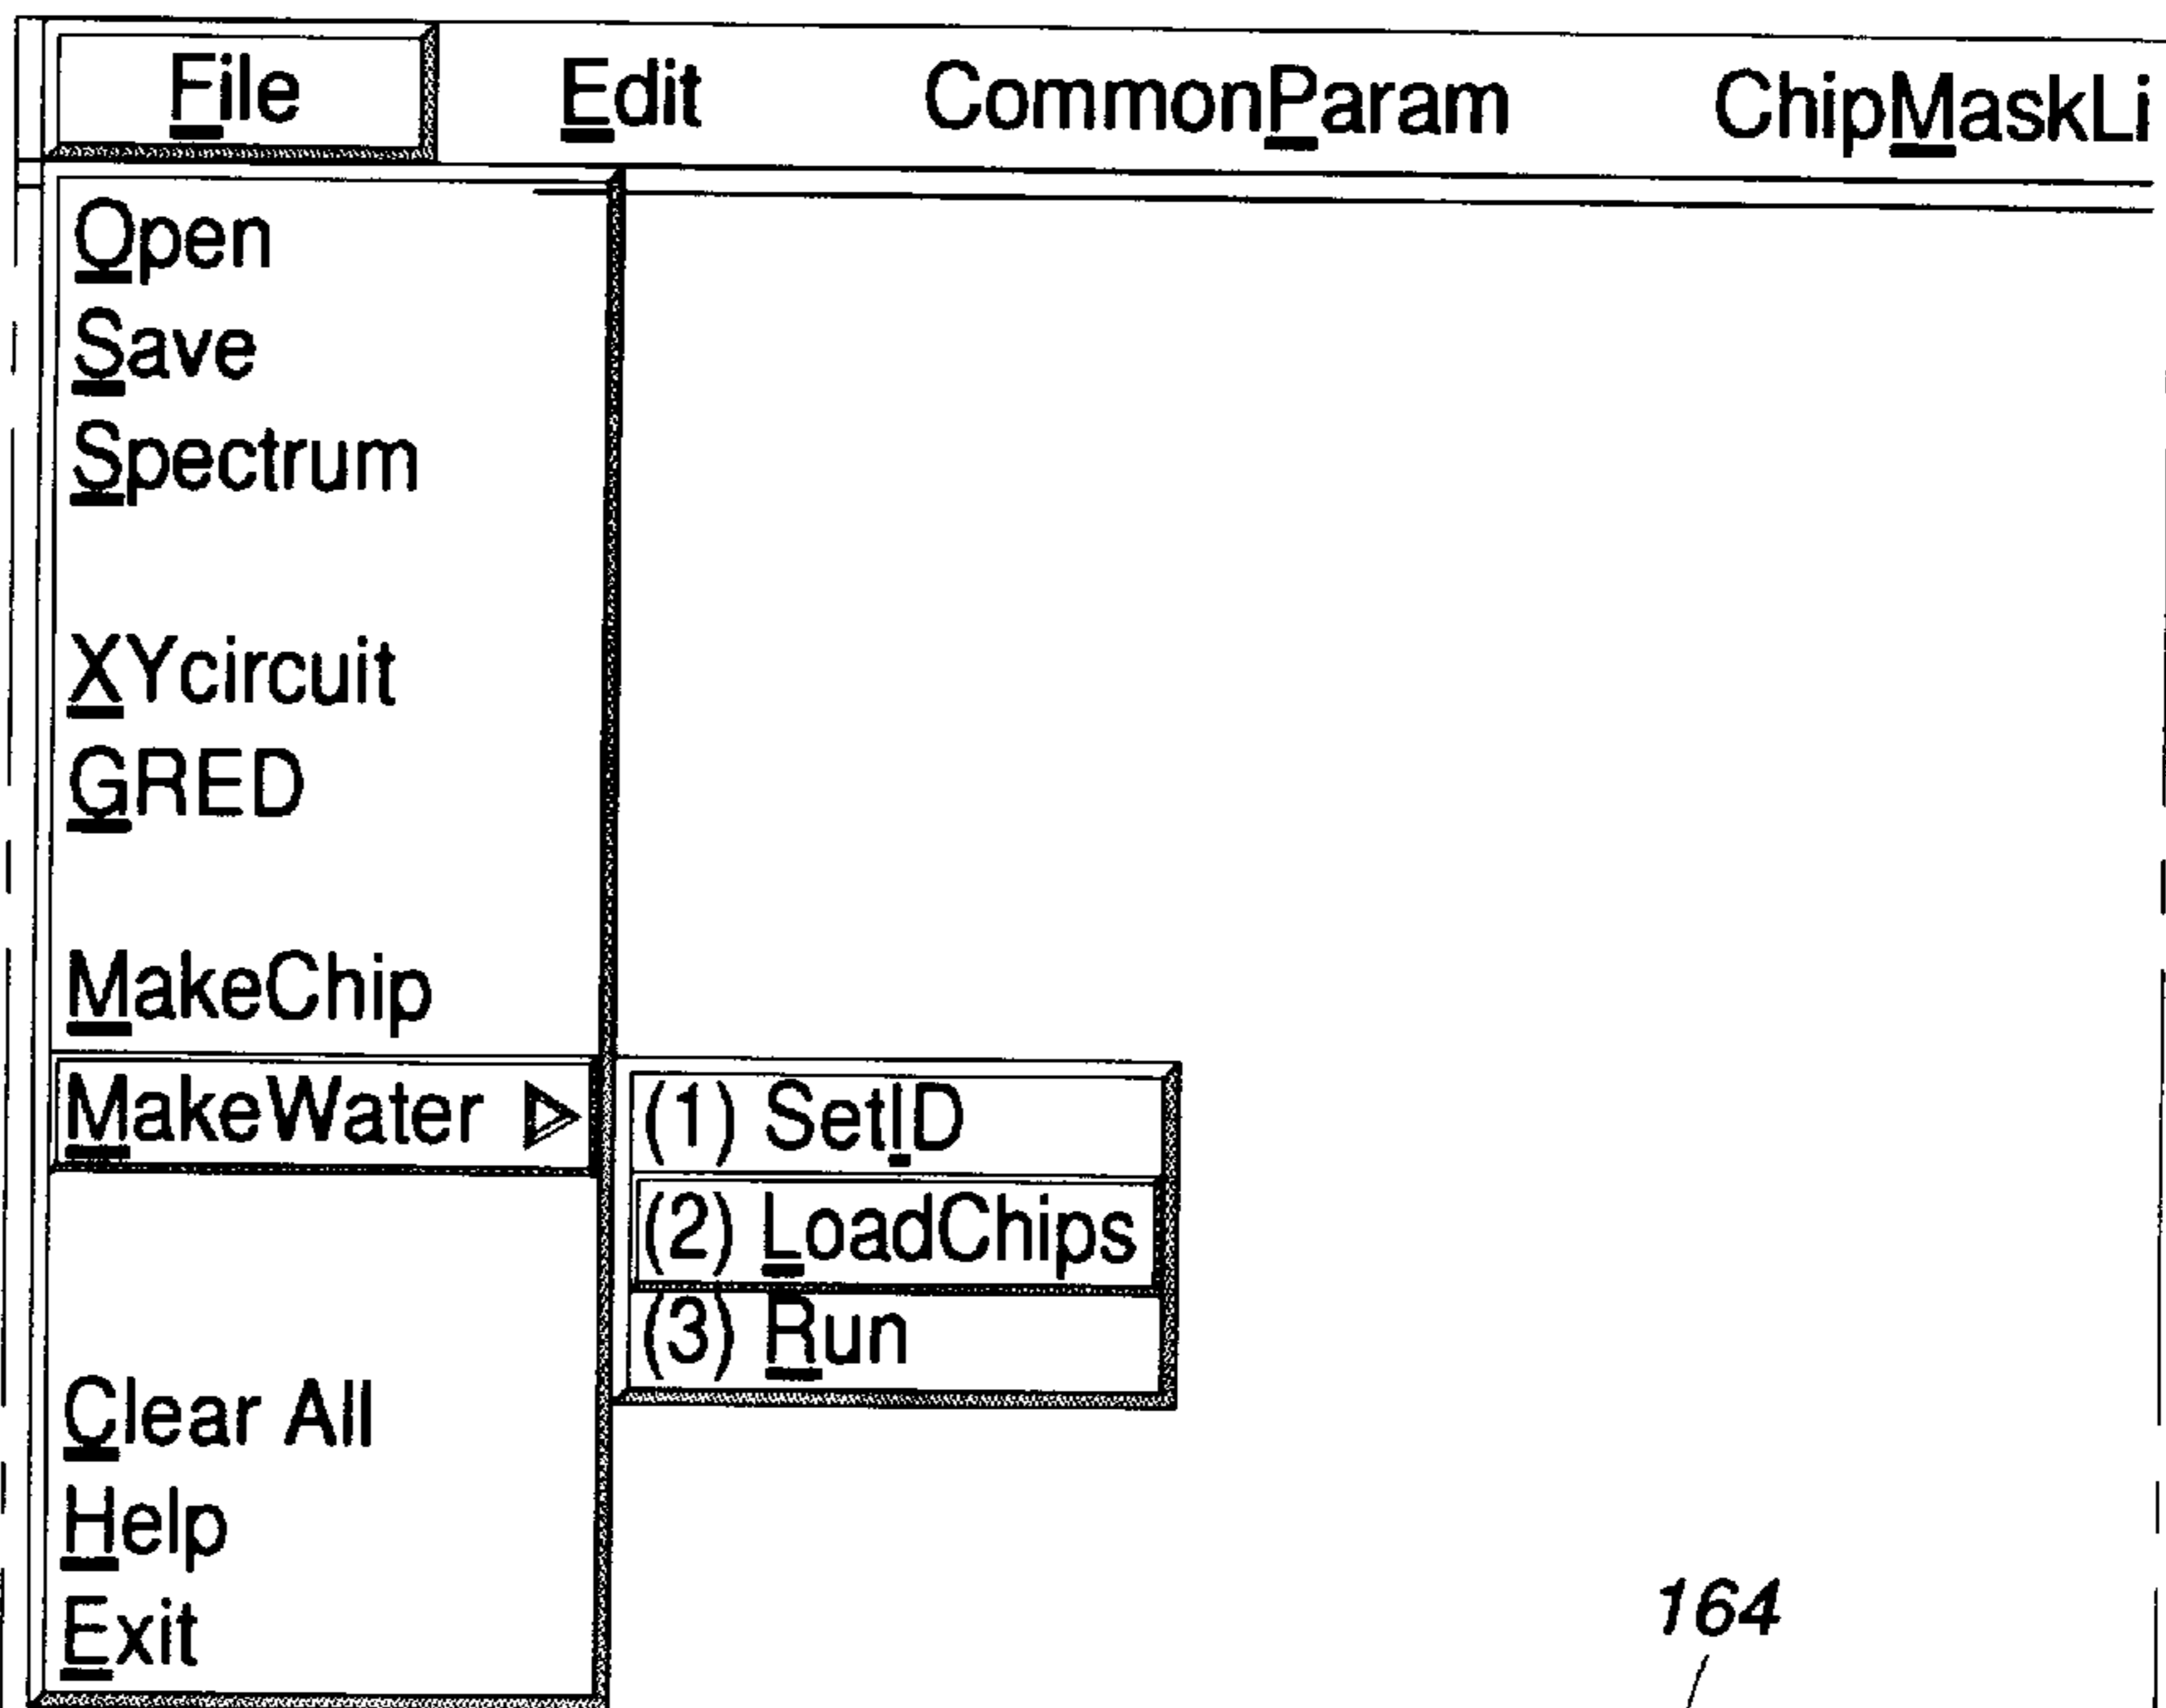 File Edit CommonParam ChipMaskLi
Open
Save
Spectrum
XYcircuit
GRED
MakeChip
MakeWater (1) SetID
(2) LoadChips
(3) Run
Clear All
Help
Exit
164